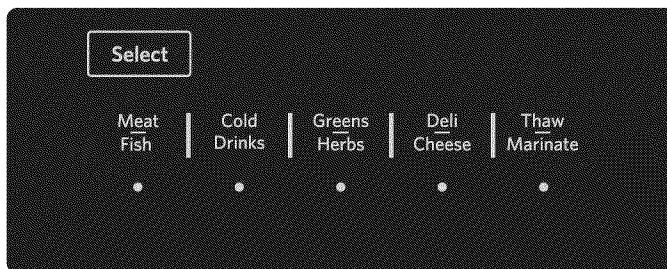 Select
Meat
Fish
Cold
Drinks
Greens
Herbs
Deli
Cheese
Thaw
Marinate